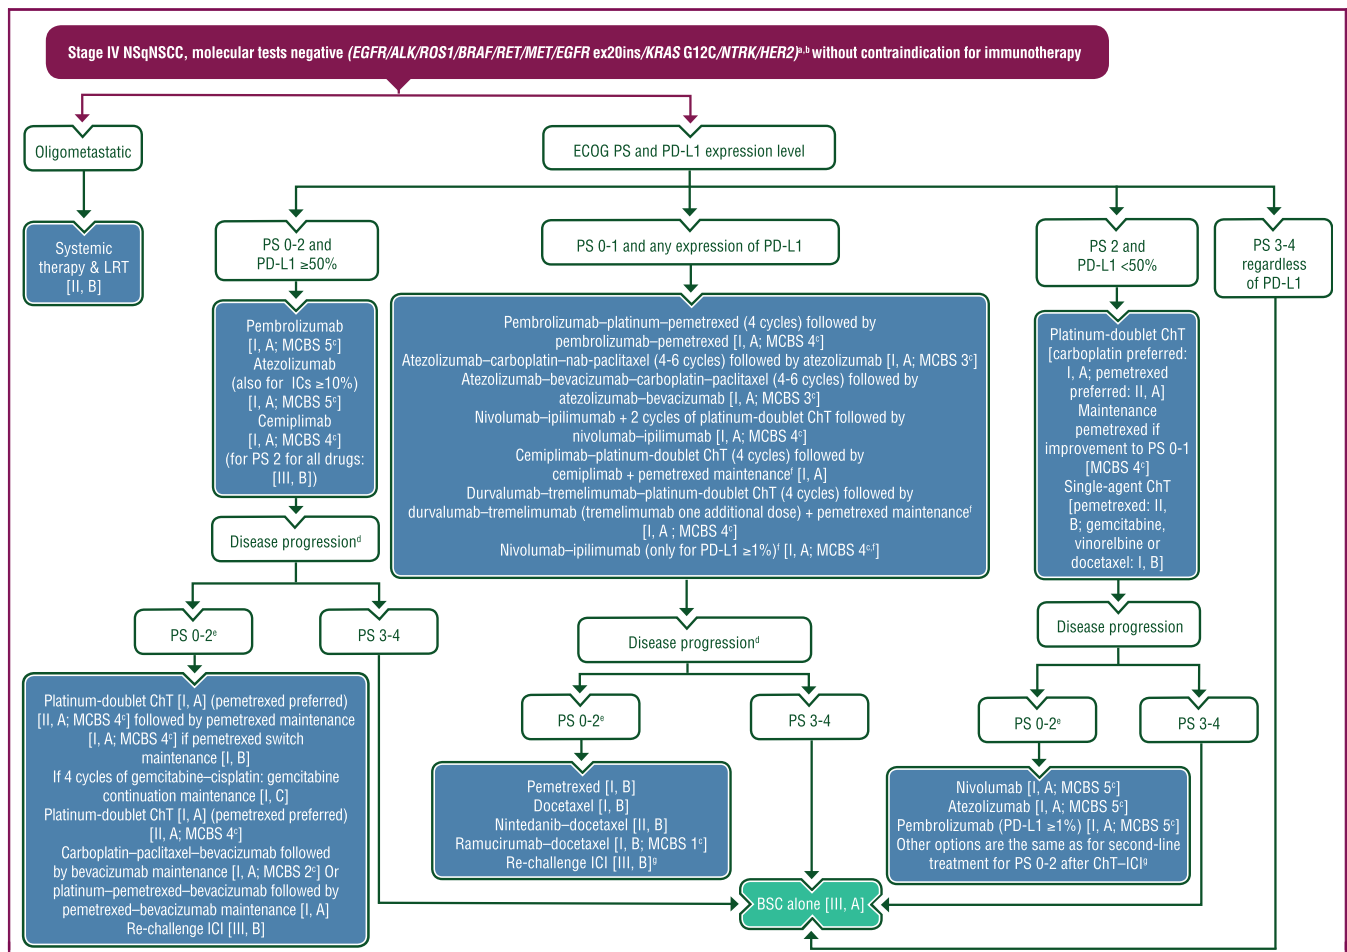 Stage IV NSqNSCC, molecular tests negative (EGFR/ALK/ROS1/BRAF/RET/MET/EGFR ex20ins/KRAS G12C/NTRK/HER2)a,b without contraindication for immunotherapy
Oligometastatic
ECOG PS and PD-L1 expression level
Systemic
therapy & LRT
[II, B]
PS 0-2 and
PD-L1 ≥50%
PS 0-1 and any expression of PD-L1
PS 2 and
PD-L1 <50%
PS 3-4
regardless
of PD-L1
Pembrolizumab
[I, A; MCBS 5c]
Atezolizumab
(also for ICs ≥10%)
[I, A; MCBS 5c]
Cemiplimab
[I, A; MCBS 4c]
(for PS 2 for all drugs:
[III, B])
Pembrolizumab–platinum–pemetrexed (4 cycles) followed by
pembrolizumab–pemetrexed [I, A; MCBS 4c]
Atezolizumab–carboplatin–nab-paclitaxel (4-6 cycles) followed by atezolizumab [I, A; MCBS 3c]
Atezolizumab–bevacizumab–carboplatin–paclitaxel (4-6 cycles) followed by
atezolizumab–bevacizumab [I, A; MCBS 3c]
Nivolumab–ipilimumab + 2 cycles of platinum-doublet ChT followed by
nivolumab–ipilimumab [I, A; MCBS 4c]
Cemiplimab–platinum-doublet ChT (4 cycles) followed by
cemiplimab + pemetrexed maintenancef [I, A]
Durvalumab–tremelimumab–platinum-doublet ChT (4 cycles) followed by
durvalumab–tremelimumab (tremelimumab one additional dose) + pemetrexed maintenancef
[I, A ; MCBS 4c]
Nivolumab–ipilimumab (only for PD-L1 ≥1%)f [I, A; MCBS 4c,f]
Platinum-doublet ChT
[carboplatin preferred:
I, A; pemetrexed
preferred: II, A]
Maintenance
pemetrexed if
improvement to PS 0-1
[MCBS 4c]
Single-agent ChT
[pemetrexed: II,
B; gemcitabine,
vinorelbine or
docetaxel: I, B]
Disease progressiond
Disease progressiond
Disease progression
PS 0-2e
PS 3-4
PS 0-2e
PS 3-4
PS 0-2e
PS 3-4
Platinum-doublet ChT [I, A] (pemetrexed preferred)
[II, A; MCBS 4c] followed by pemetrexed maintenance
[I, A; MCBS 4c] if pemetrexed switch
maintenance [I, B]
If 4 cycles of gemcitabine–cisplatin: gemcitabine
continuation maintenance [I, C]
Platinum-doublet ChT [I, A] (pemetrexed preferred)
[II, A; MCBS 4c]
Carboplatin–paclitaxel–bevacizumab followed
by bevacizumab maintenance [I, A; MCBS 2c] Or
platinum–pemetrexed–bevacizumab followed by
pemetrexed–bevacizumab maintenance [I, A]
Re-challenge ICI [III, B]
Pemetrexed [I, B]
Docetaxel [I, B]
Nintedanib–docetaxel [II, B]
Ramucirumab–docetaxel [I, B; MCBS 1c]
Re-challenge ICI [III, B]g
Nivolumab [I, A; MCBS 5c]
Atezolizumab [I, A; MCBS 5c]
Pembrolizumab (PD-L1 ≥1%) [I, A; MCBS 5c]
Other options are the same as for second-line
treatment for PS 0-2 after ChT–ICIg
BSC alone [III, A]